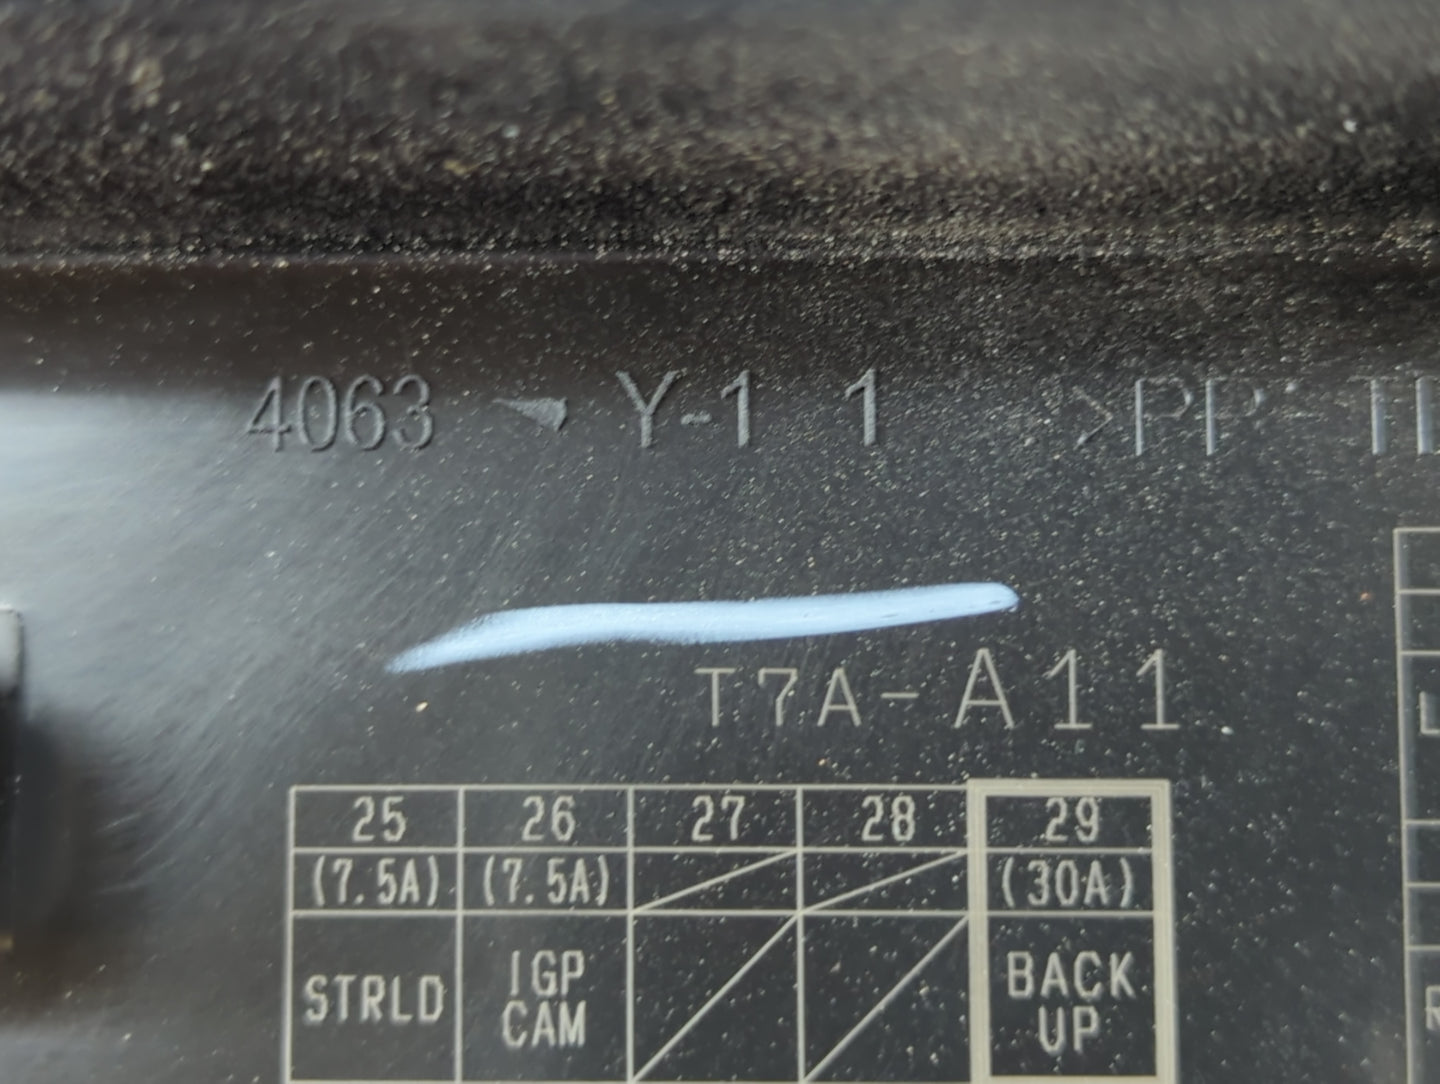 4063 Y-1 1 >PP-T
T7A-A11
25 26 27 28 29
(7.5A) (7.5A) (30A)
STRLD IGP CAM BACK UP